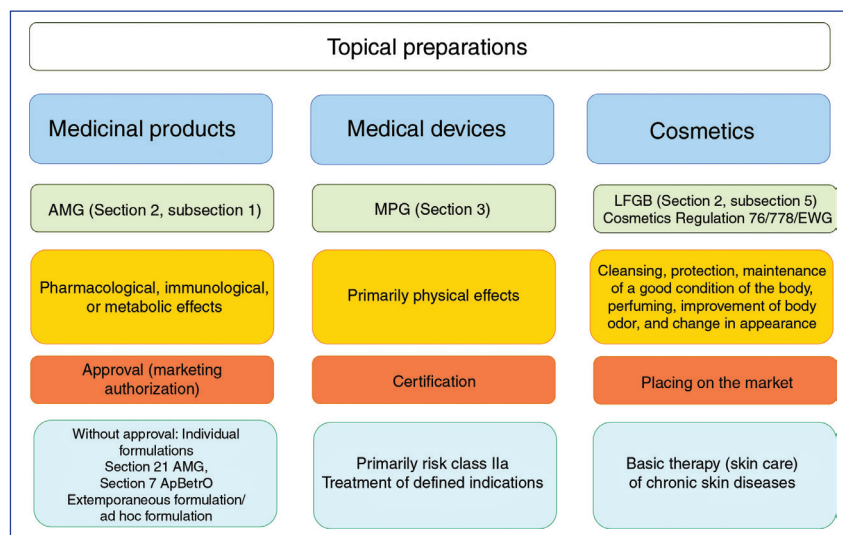 Topical preparations
Medicinal products
Medical devices
Cosmetics
AMG (Section 2, subsection 1)
MPG (Section 3)
LFGB (Section 2, subsection 5)
Cosmetics Regulation 76/778/EWG
Pharmacological, immunological,
or metabolic effects
Primarily physical effects
Cleansing, protection, maintenance
of a good condition of the body,
perfuming, improvement of body
odor, and change in appearance
Approval (marketing
authorization)
Certification
Placing on the market
Without approval: Individual
formulations
Section 21 AMG,
Section 7 ApBetrO
Extemporaneous formulation/
ad hoc formulation
Primarily risk class IIa
Treatment of defined indications
Basic therapy (skin care)
of chronic skin diseases